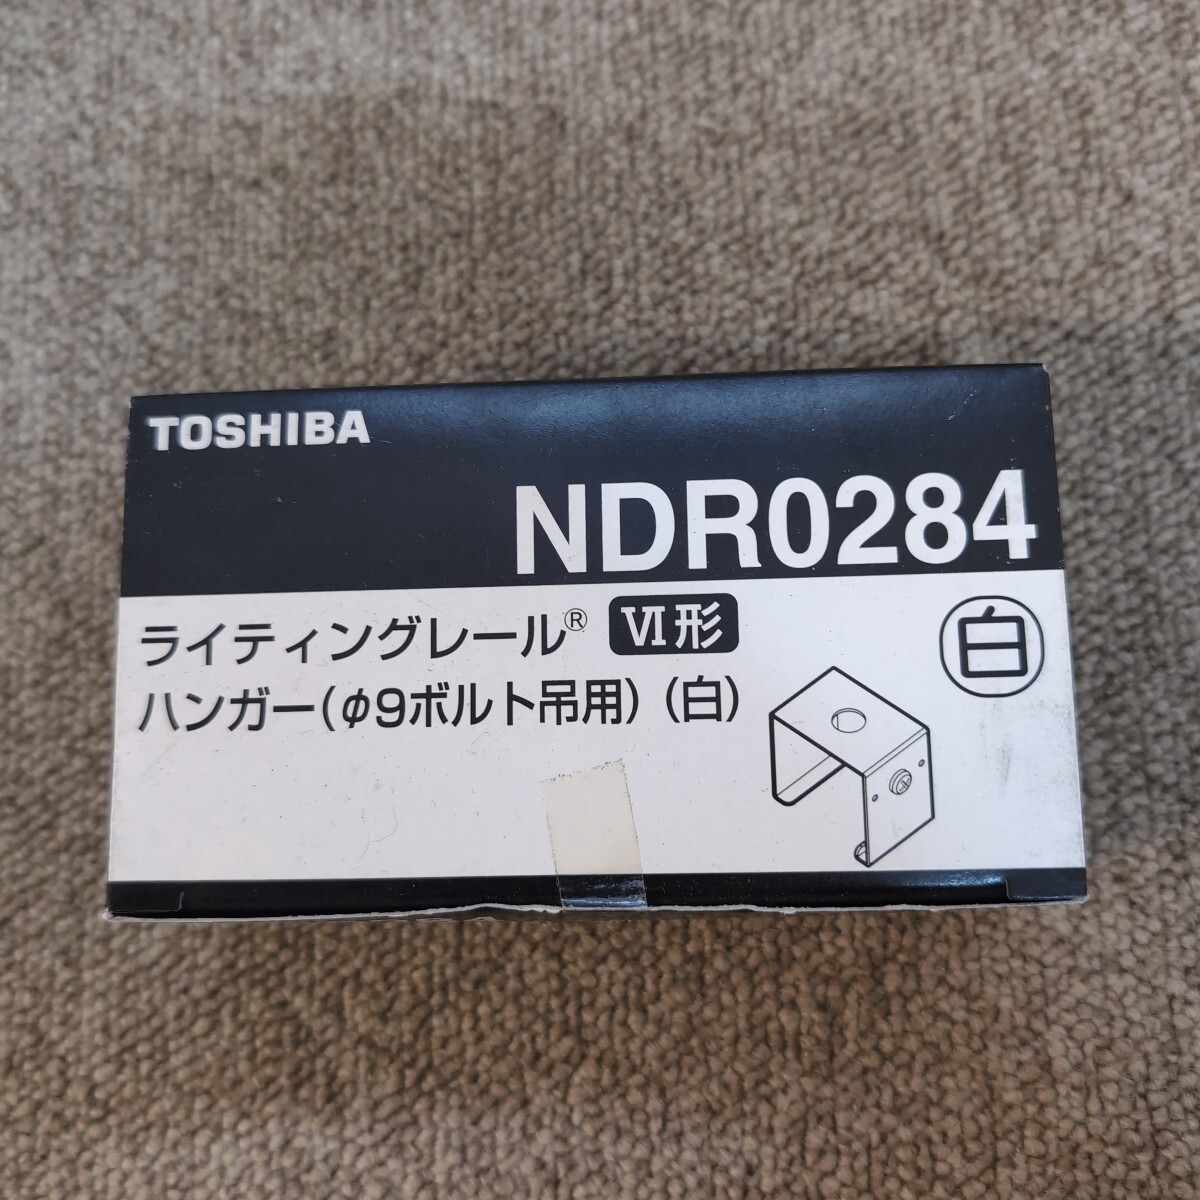 TOSHIBA
NDR0284
ライティングレール® Ⅵ形
ハンガー(φ9ボルト吊用)(白)
白